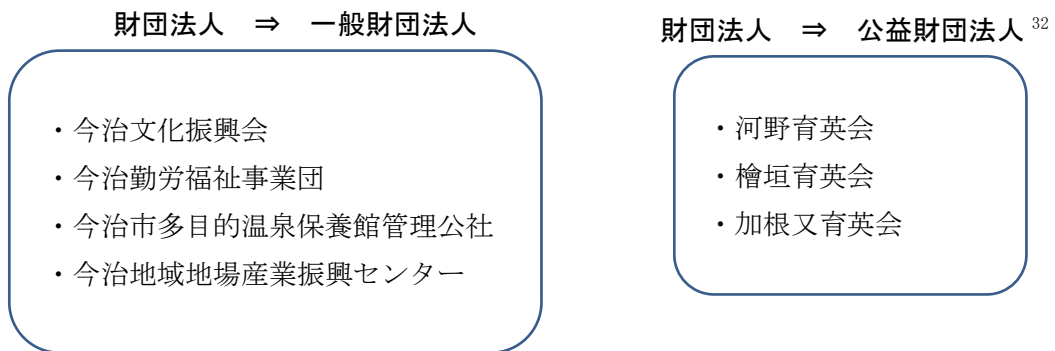 財団法人　⇒　一般財団法人
・今治文化振興会
・今治勤労福祉事業団
・今治市多目的温泉保養館管理公社
・今治地域地場産業振興センター
財団法人　⇒　公益財団法人32
・河野育英会
・檜垣育英会
・加根又育英会